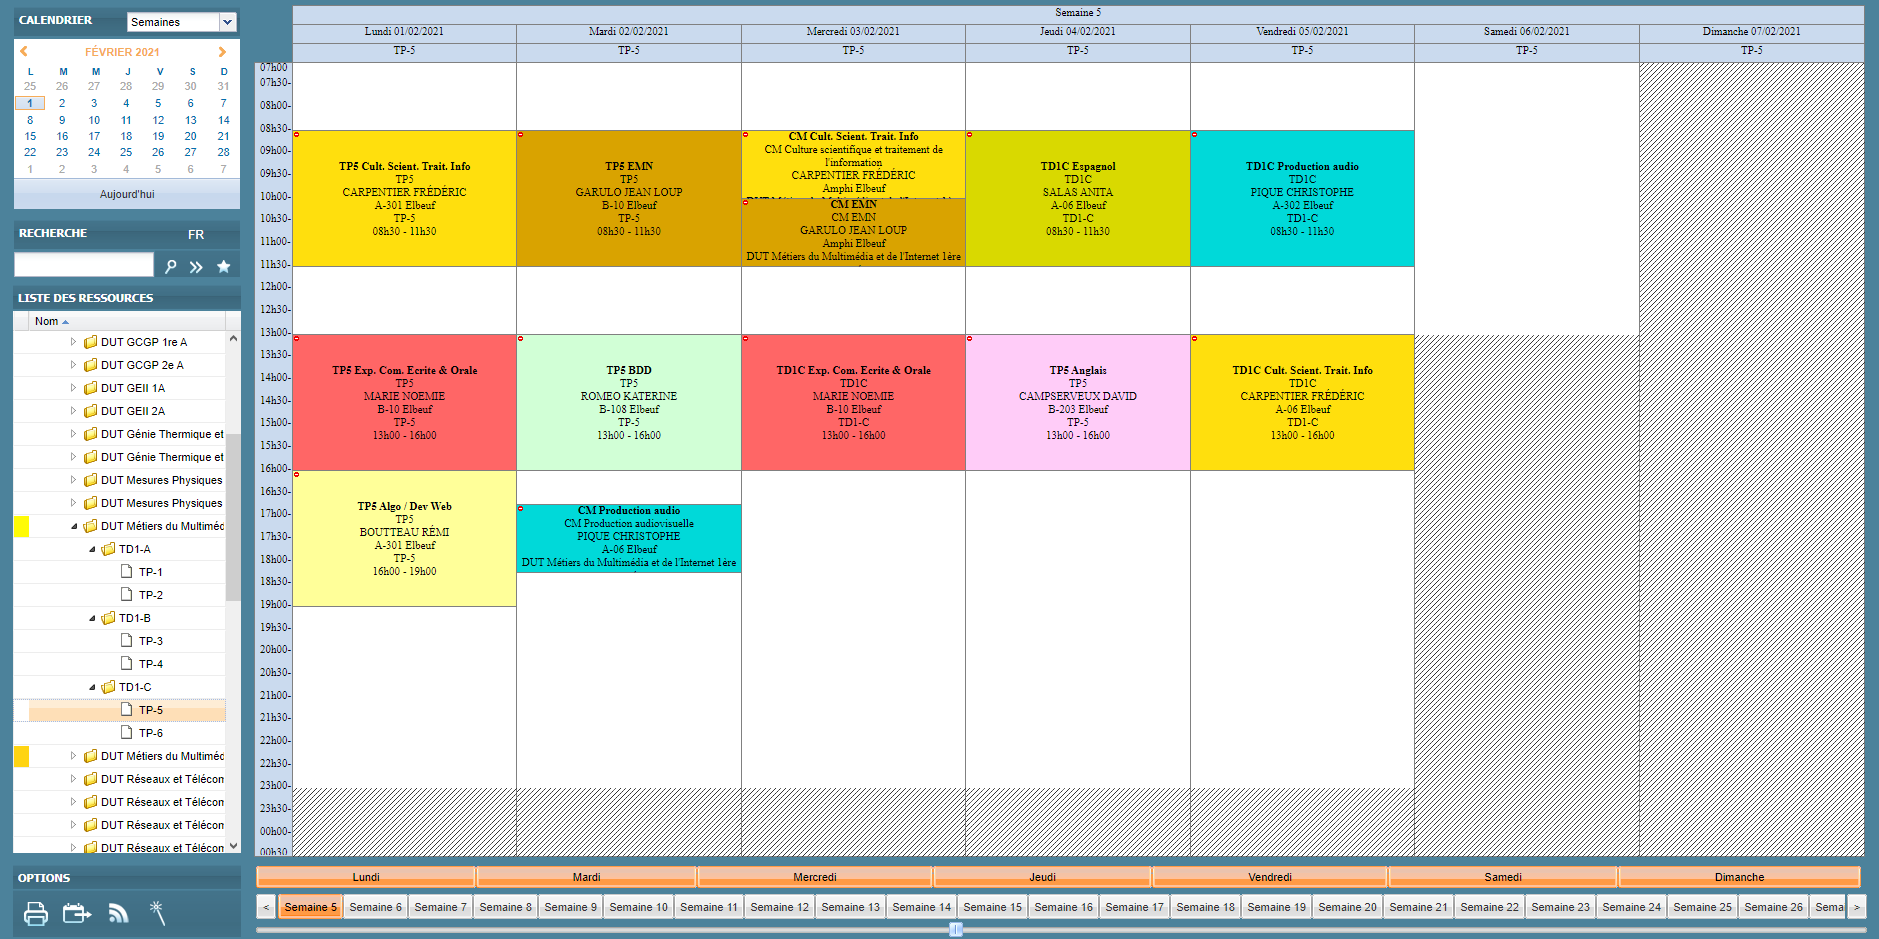 CALENDRIER
Semaines
FÉVRIER 2021
L M M J V S D
25 26 27 28 29 30 31
1 2 3 4 5 6 7
8 9 10 11 12 13 14
15 16 17 18 19 20 21
22 23 24 25 26 27 28
1 2 3 4 5 6 7
Aujourd'hui
RECHERCHE FR
LISTE DES RESSOURCES
Nom
DUT GCGP 1re A
DUT GCGP 2e A
DUT GEII 1A
DUT GEII 2A
DUT Génie Thermique et
DUT Génie Thermique et
DUT Mesures Physiques
DUT Mesures Physiques
DUT Métiers du Multiméd
TD1-A
TP-1
TP-2
TD1-B
TP-3
TP-4
TD1-C
TP-5
TP-6
DUT Métiers du Multiméd
DUT Réseaux et Télécom
DUT Réseaux et Télécom
DUT Réseaux et Télécom
DUT Réseaux et Télécom
OPTIONS
Semaine 5
Lundi 01/02/2021 Mardi 02/02/2021 Mercredi 03/02/2021 Jeudi 04/02/2021 Vendredi 05/02/2021 Samedi 06/02/2021 Dimanche 07/02/2021
TP-5 TP-5 TP-5 TP-5 TP-5 TP-5 TP-5
07h00
07h30-
08h00-
08h30-
09h00-
09h30-
10h00-
10h30-
11h00-
11h30-
12h00-
12h30-
13h00-
13h30-
14h00-
14h30-
15h00-
15h30-
16h00-
16h30-
17h00-
17h30-
18h00-
18h30-
19h00-
19h30-
20h00-
20h30-
21h00-
21h30-
22h00-
22h30-
23h00-
23h30-
00h00-
00h30
TP5 Cult. Scient. Trait. Info
TP5
CARPENTIER FRÉDÉRIC
A-301 Elbeuf
TP-5
08h30 - 11h30
TP5 Exp. Com. Ecrite & Orale
TP5
MARIE NOEMIE
B-10 Elbeuf
TP-5
13h00 - 16h00
TP5 Algo / Dev Web
TP5
BOUTTEAU RÉMI
A-301 Elbeuf
TP-5
16h00 - 19h00
TP5 EMN
TP5
GARULO JEAN LOUP
B-10 Elbeuf
TP-5
08h30 - 11h30
TP5 BDD
TP5
ROMEO KATERINE
B-108 Elbeuf
TP-5
13h00 - 16h00
CM Production audio
CM Production audiovisuelle
PIQUE CHRISTOPHE
A-06 Elbeuf
DUT Métiers du Multimédia et de l'Internet 1ère
CM Cult. Scient. Trait. Info
CM Culture scientifique et traitement de
l'information
CARPENTIER FRÉDÉRIC
Amphi Elbeuf
DUT Métiers du Multimédia et de l'Internet 1ère
CM EMN
CM EMN
GARULO JEAN LOUP
Amphi Elbeuf
DUT Métiers du Multimédia et de l'Internet 1ère
TD1C Exp. Com. Ecrite & Orale
TD1C
MARIE NOEMIE
B-10 Elbeuf
TD1-C
13h00 - 16h00
TD1C Espagnol
TD1C
SALAS ANITA
A-06 Elbeuf
TD1-C
08h30 - 11h30
TP5 Anglais
TP5
CAMPSERVEUX DAVID
B-203 Elbeuf
TP-5
13h00 - 16h00
TD1C Production audio
TD1C
PIQUE CHRISTOPHE
A-302 Elbeuf
TD1-C
08h30 - 11h30
TD1C Cult. Scient. Trait. Info
TD1C
CARPENTIER FRÉDÉRIC
A-06 Elbeuf
TD1-C
13h00 - 16h00
Lundi Mardi Mercredi Jeudi Vendredi Samedi Dimanche
< Semaine 5 Semaine 6 Semaine 7 Semaine 8 Semaine 9 Semaine 10 Semaine 11 Semaine 12 Semaine 13 Semaine 14 Semaine 15 Semaine 16 Semaine 17 Semaine 18 Semaine 19 Semaine 20 Semaine 21 Semaine 22 Semaine 23 Semaine 24 Semaine 25 Semaine 26 Semai >